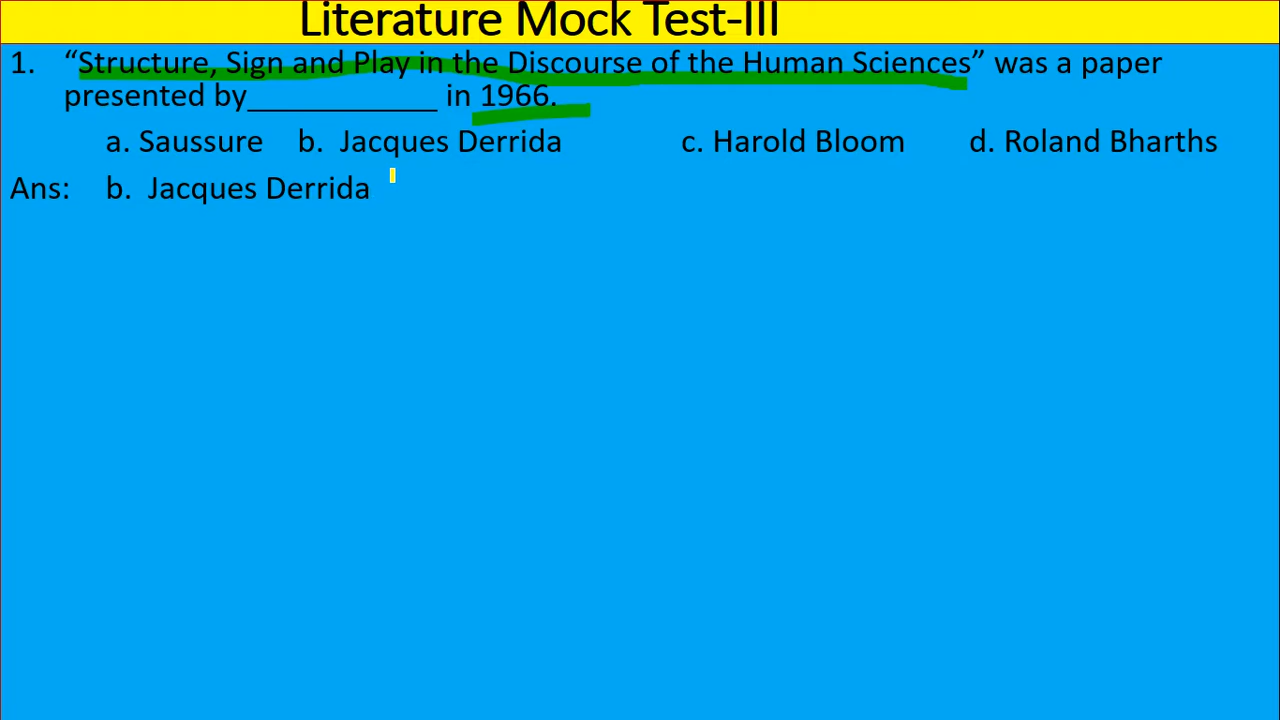 Literature Mock Test-III
1. “Structure, Sign and Play in the Discourse of the Human Sciences” was a paper
presented by___________ in 1966.
a. Saussure b. Jacques Derrida c. Harold Bloom d. Roland Bharths
Ans: b. Jacques Derrida